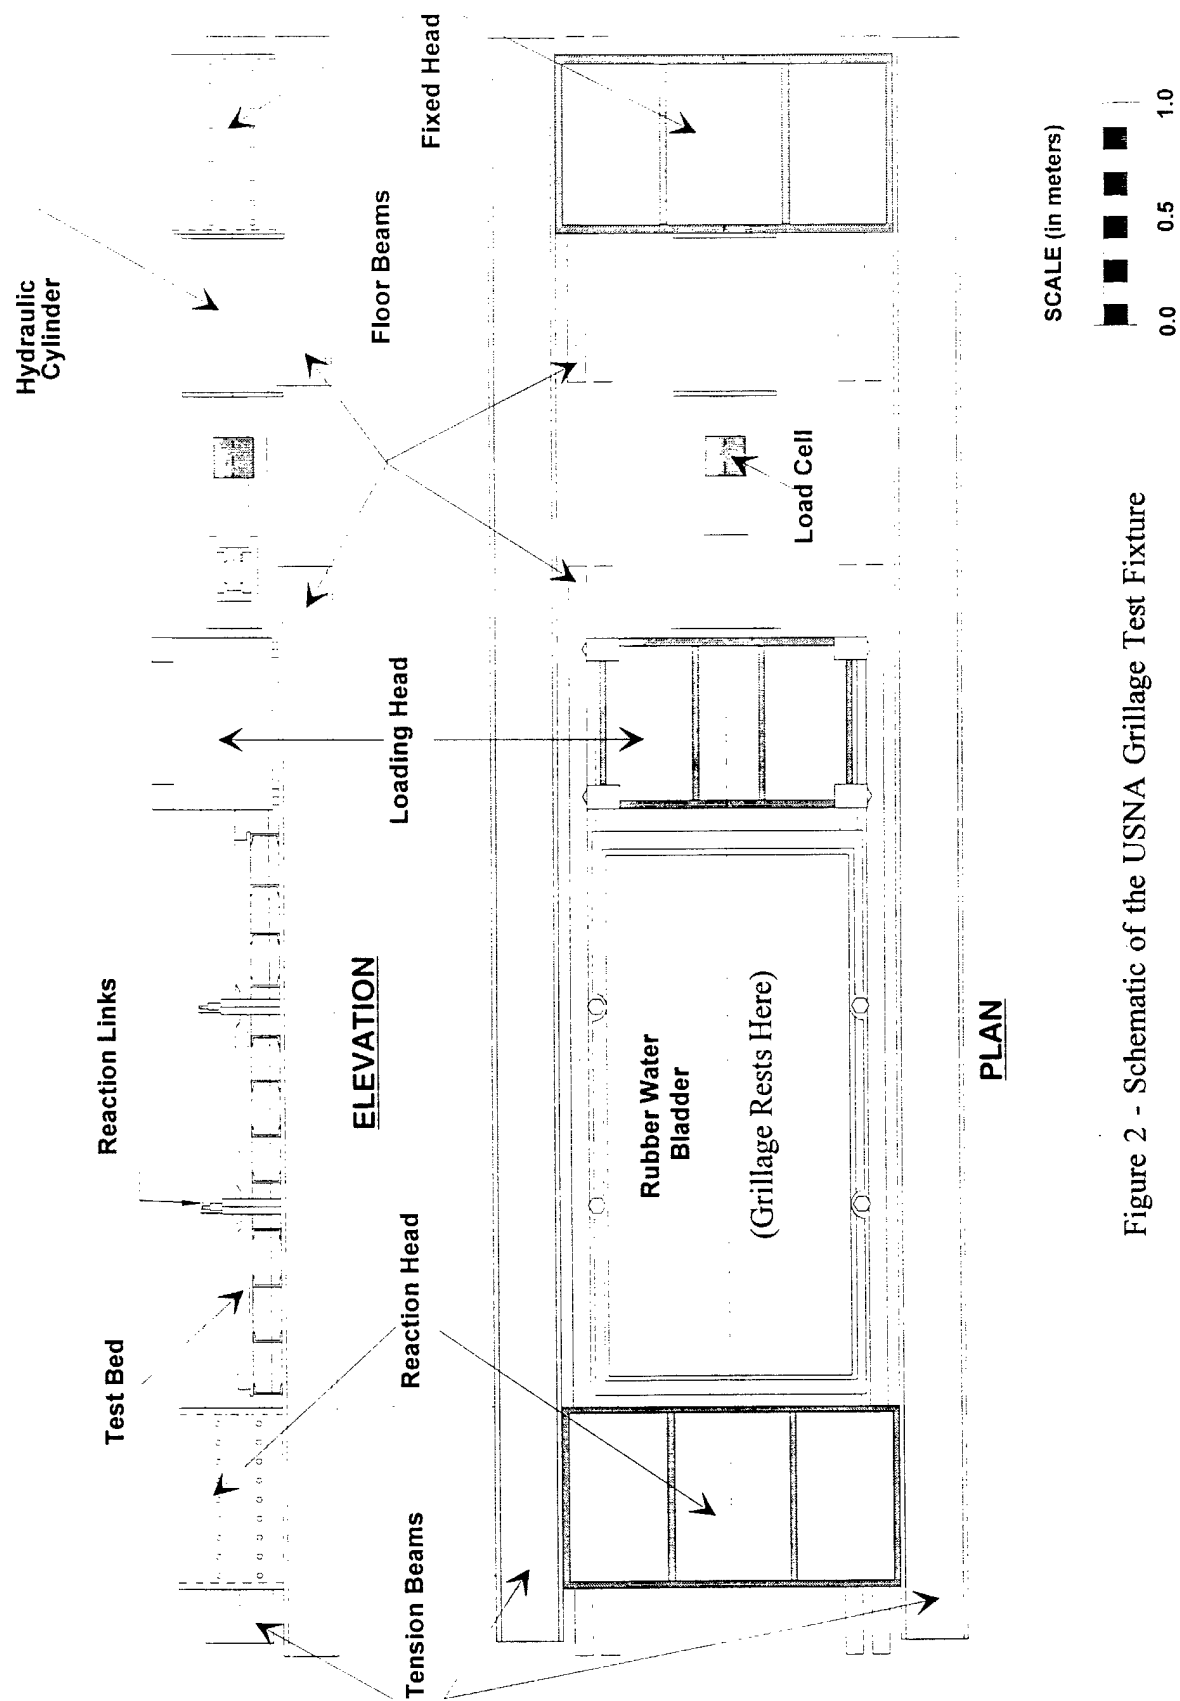 Tension Beams
Test Bed
Reaction Links
Hydraulic
Cylinder
ELEVATION
Reaction Head
Loading Head
Floor Beams
Fixed Head
Rubber Water
Bladder
(Grillage Rests Here)
Load Cell
PLAN
SCALE (in meters)
0.0 0.5 1.0
Figure 2 - Schematic of the USNA Grillage Test Fixture